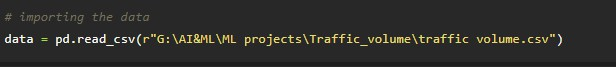 # importing the data
data = pd.read_csv(r"G:\AI&ML\ML projects\Traffic_volume\traffic volume.csv")